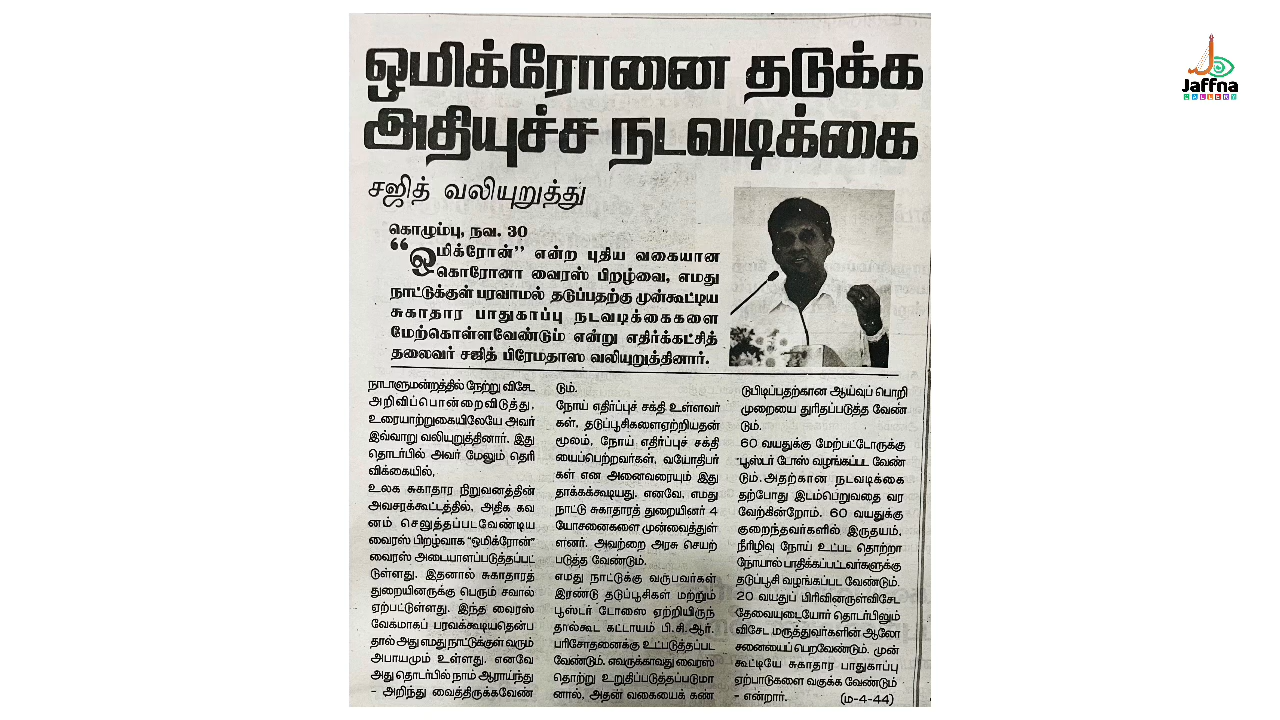 ஒமிக்ரோனை தடுக்க
அதியுச்ச நடவடிக்கை
சஜித் வலியுறுத்து
கொழும்பு, நவ. 30
“ஒமிக்ரோன்” என்ற புதிய வகையான
கொரோனா வைரஸ் பிறழ்வை, எமது
நாட்டுக்குள் பரவாமல் தடுப்பதற்கு முன்கூட்டிய
சுகாதார பாதுகாப்பு நடவடிக்கைகளை
மேற்கொள்ளவேண்டும் என்று எதிர்க்கட்சித்
தலைவர் சஜித் பிரேமதாஸ வலியுறுத்தினார்.
நாடாளுமன்றத்தில் நேற்று விசேட
அறிவிப்பொன்றைவிடுத்து,
உரையாற்றுகையிலேயே அவர்
இவ்வாறு வலியுறுத்தினார். இது
தொடர்பில் அவர் மேலும் தெரி
விக்கையில்,
உலக சுகாதார நிறுவனத்தின்
அவசரக்கூட்டத்தில், அதிக கவ
னம் செலுத்தப்படவேண்டிய
வைரஸ் பிறழ்வாக “ஒமிக்ரோன்”
வைரஸ் அடையாளப்படுத்தப்பட்
டுள்ளது. இதனால் சுகாதாரத்
துறையினருக்கு பெரும் சவால்
ஏற்பட்டுள்ளது. இந்த வைரஸ்
வேகமாகப் பரவக்கூடியதென்ப
தால் அது எமது நாட்டுக்குள் வரும்
அபாயமும் உள்ளது. எனவே
அது தொடர்பில் நாம் ஆராய்ந்து
– அறிந்து வைத்திருக்கவேண்
டும்.
நோய் எதிர்ப்புச் சக்தி உள்ளவர்
கள், தடுப்பூசிகளைஏற்றியதன்
மூலம், நோய் எதிர்ப்புச் சக்தி
யைப்பெற்றவர்கள், வயோதிபர்
கள் என அனைவரையும் இது
தாக்கக்கூடியது. எனவே, எமது
நாட்டு சுகாதாரத் துறையினர் 4
யோசனைகளை முன்வைத்துள்
ளனர். அவற்றை அரசு செயற்
படுத்த வேண்டும்.
எமது நாட்டுக்கு வருபவர்கள்
இரண்டு தடுப்பூசிகள் மற்றும்
பூஸ்டர் டோஸை ஏற்றியிருந்
தால்கூட கட்டாயம் பி.சி.ஆர்.
பரிசோதனைக்கு உட்படுத்தப்பட
வேண்டும். எவருக்காவது வைரஸ்
தொற்று உறுதிப்படுத்தப்படுமா
னால், அதன் வகையைக் கண்
டுபிடிப்பதற்கான ஆய்வுப் பொறி
முறையை துரிதப்படுத்த வேண்
டும்.
60 வயதுக்கு மேற்பட்டோருக்கு
பூஸ்டர் டோஸ் வழங்கப்பட வேண்
டும். அதற்கான நடவடிக்கை
தற்போது இடம்பெறுவதை வர
வேற்கின்றோம். 60 வயதுக்கு
குறைந்தவர்களில் இருதயம்,
நீரிழிவு நோய் உட்பட தொற்றா
நோயால் பாதிக்கப்பட்டவர்களுக்கு
தடுப்பூசி வழங்கப்பட வேண்டும்.
20 வயதுப் பிரிவினருள்விசேட
தேவையுடையோர் தொடர்பிலும்
விசேட மருத்துவர்களின் ஆலோ
சனையைப் பெறவேண்டும். முன்
கூட்டியே சுகாதார பாதுகாப்பு
ஏற்பாடுகளை வகுக்க வேண்டும்
– என்றார். (ம-4-44)
Jaffna
GALLERY